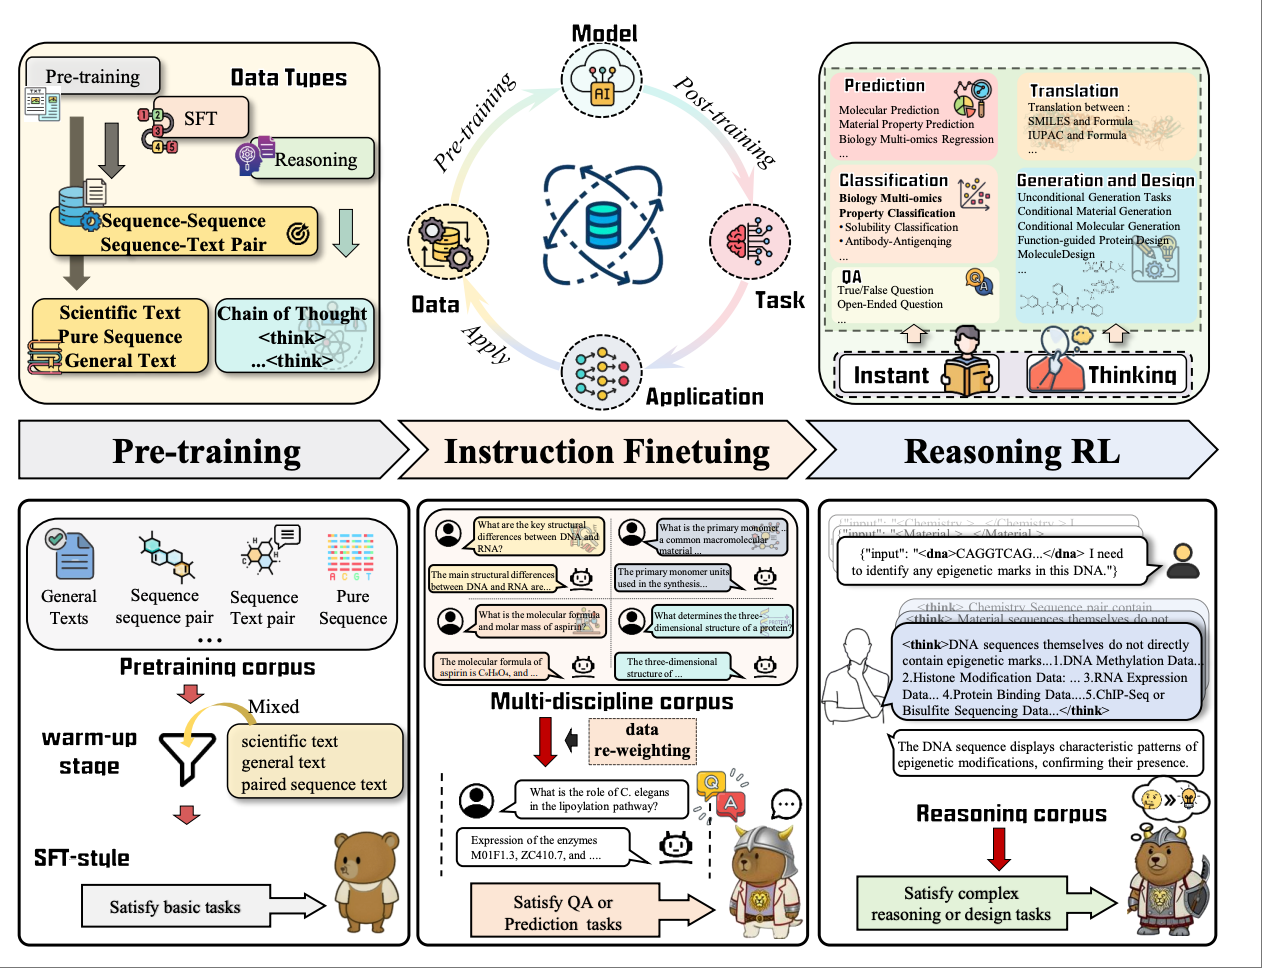 Pre-training
Data Types
TXT
SFT
1
2
3
4
5
Reasoning
Sequence-Sequence
Sequence-Text Pair
Scientific Text
Pure Sequence
General Text
Chain of Thought
<think>
...<think>
Model
AI
Pre-training
Post-training
Data
Task
Apply
Application
Prediction
Molecular Prediction
Material Property Prediction
Biology Multi-omics Regression
...
Translation
Translation between :
SMILES and Formula
IUPAC and Formula
...
Classification
Biology Multi-omics
Property Classification
• Solubility Classification
• Antibody-Antigenqing
...
Generation and Design
Unconditional Generation Tasks
Conditional Material Generation
Conditional Molecular Generation
Function-guided Protein Design
MoleculeDesign
...
QA
True/False Question
Open-Ended Question
...
Q
A
Instant
Thinking
Pre-training
Instruction Finetuing
Reasoning RL
General
Texts
Sequence
sequence pair
Sequence
Text pair
A C G T
Pure
Sequence
...
Pretraining corpus
Mixed
warm-up
stage
scientific text
general text
paired sequence text
SFT-style
Satisfy basic tasks
What are the key structural
differences between DNA and
RNA?
What is the primary monomer ..
a common macromolecular
material ...
The main structural differences
between DNA and RNA are...
The primary monomer units
used in the synthesis...
What is the molecular formula
and molar mass of aspirin?
What determines the three-
dimensional structure of a protein?
The molecular formula of
aspirin is C₉H₈O₄, and ...
The three-dimensional
structure of ...
Multi-discipline corpus
data
re-weighting
What is the role of C. elegans
in the lipoylation pathway?
Q
A
Expression of the enzymes
M01F1.3, ZC410.7, and ....
Satisfy QA or
Prediction tasks
{"input": "<Chemistry >...</Chemistry > I
{"input": "<Material >...</Material >
{"input": "<dna>CAGGTCAG...</dna> I need
to identify any epigenetic marks in this DNA."}
<think> Chemistry Sequence pair contain
<think> Material sequences themselves do not
<think>DNA sequences themselves do not directly
contain epigenetic marks...1.DNA Methylation Data...
2.Histone Modification Data: ... 3.RNA Expression
Data... 4.Protein Binding Data....5.ChIP-Seq or
Bisulfite Sequencing Data...</think>
The DNA sequence displays characteristic patterns of
epigenetic modifications, confirming their presence.
Reasoning corpus
Satisfy complex
reasoning or design tasks